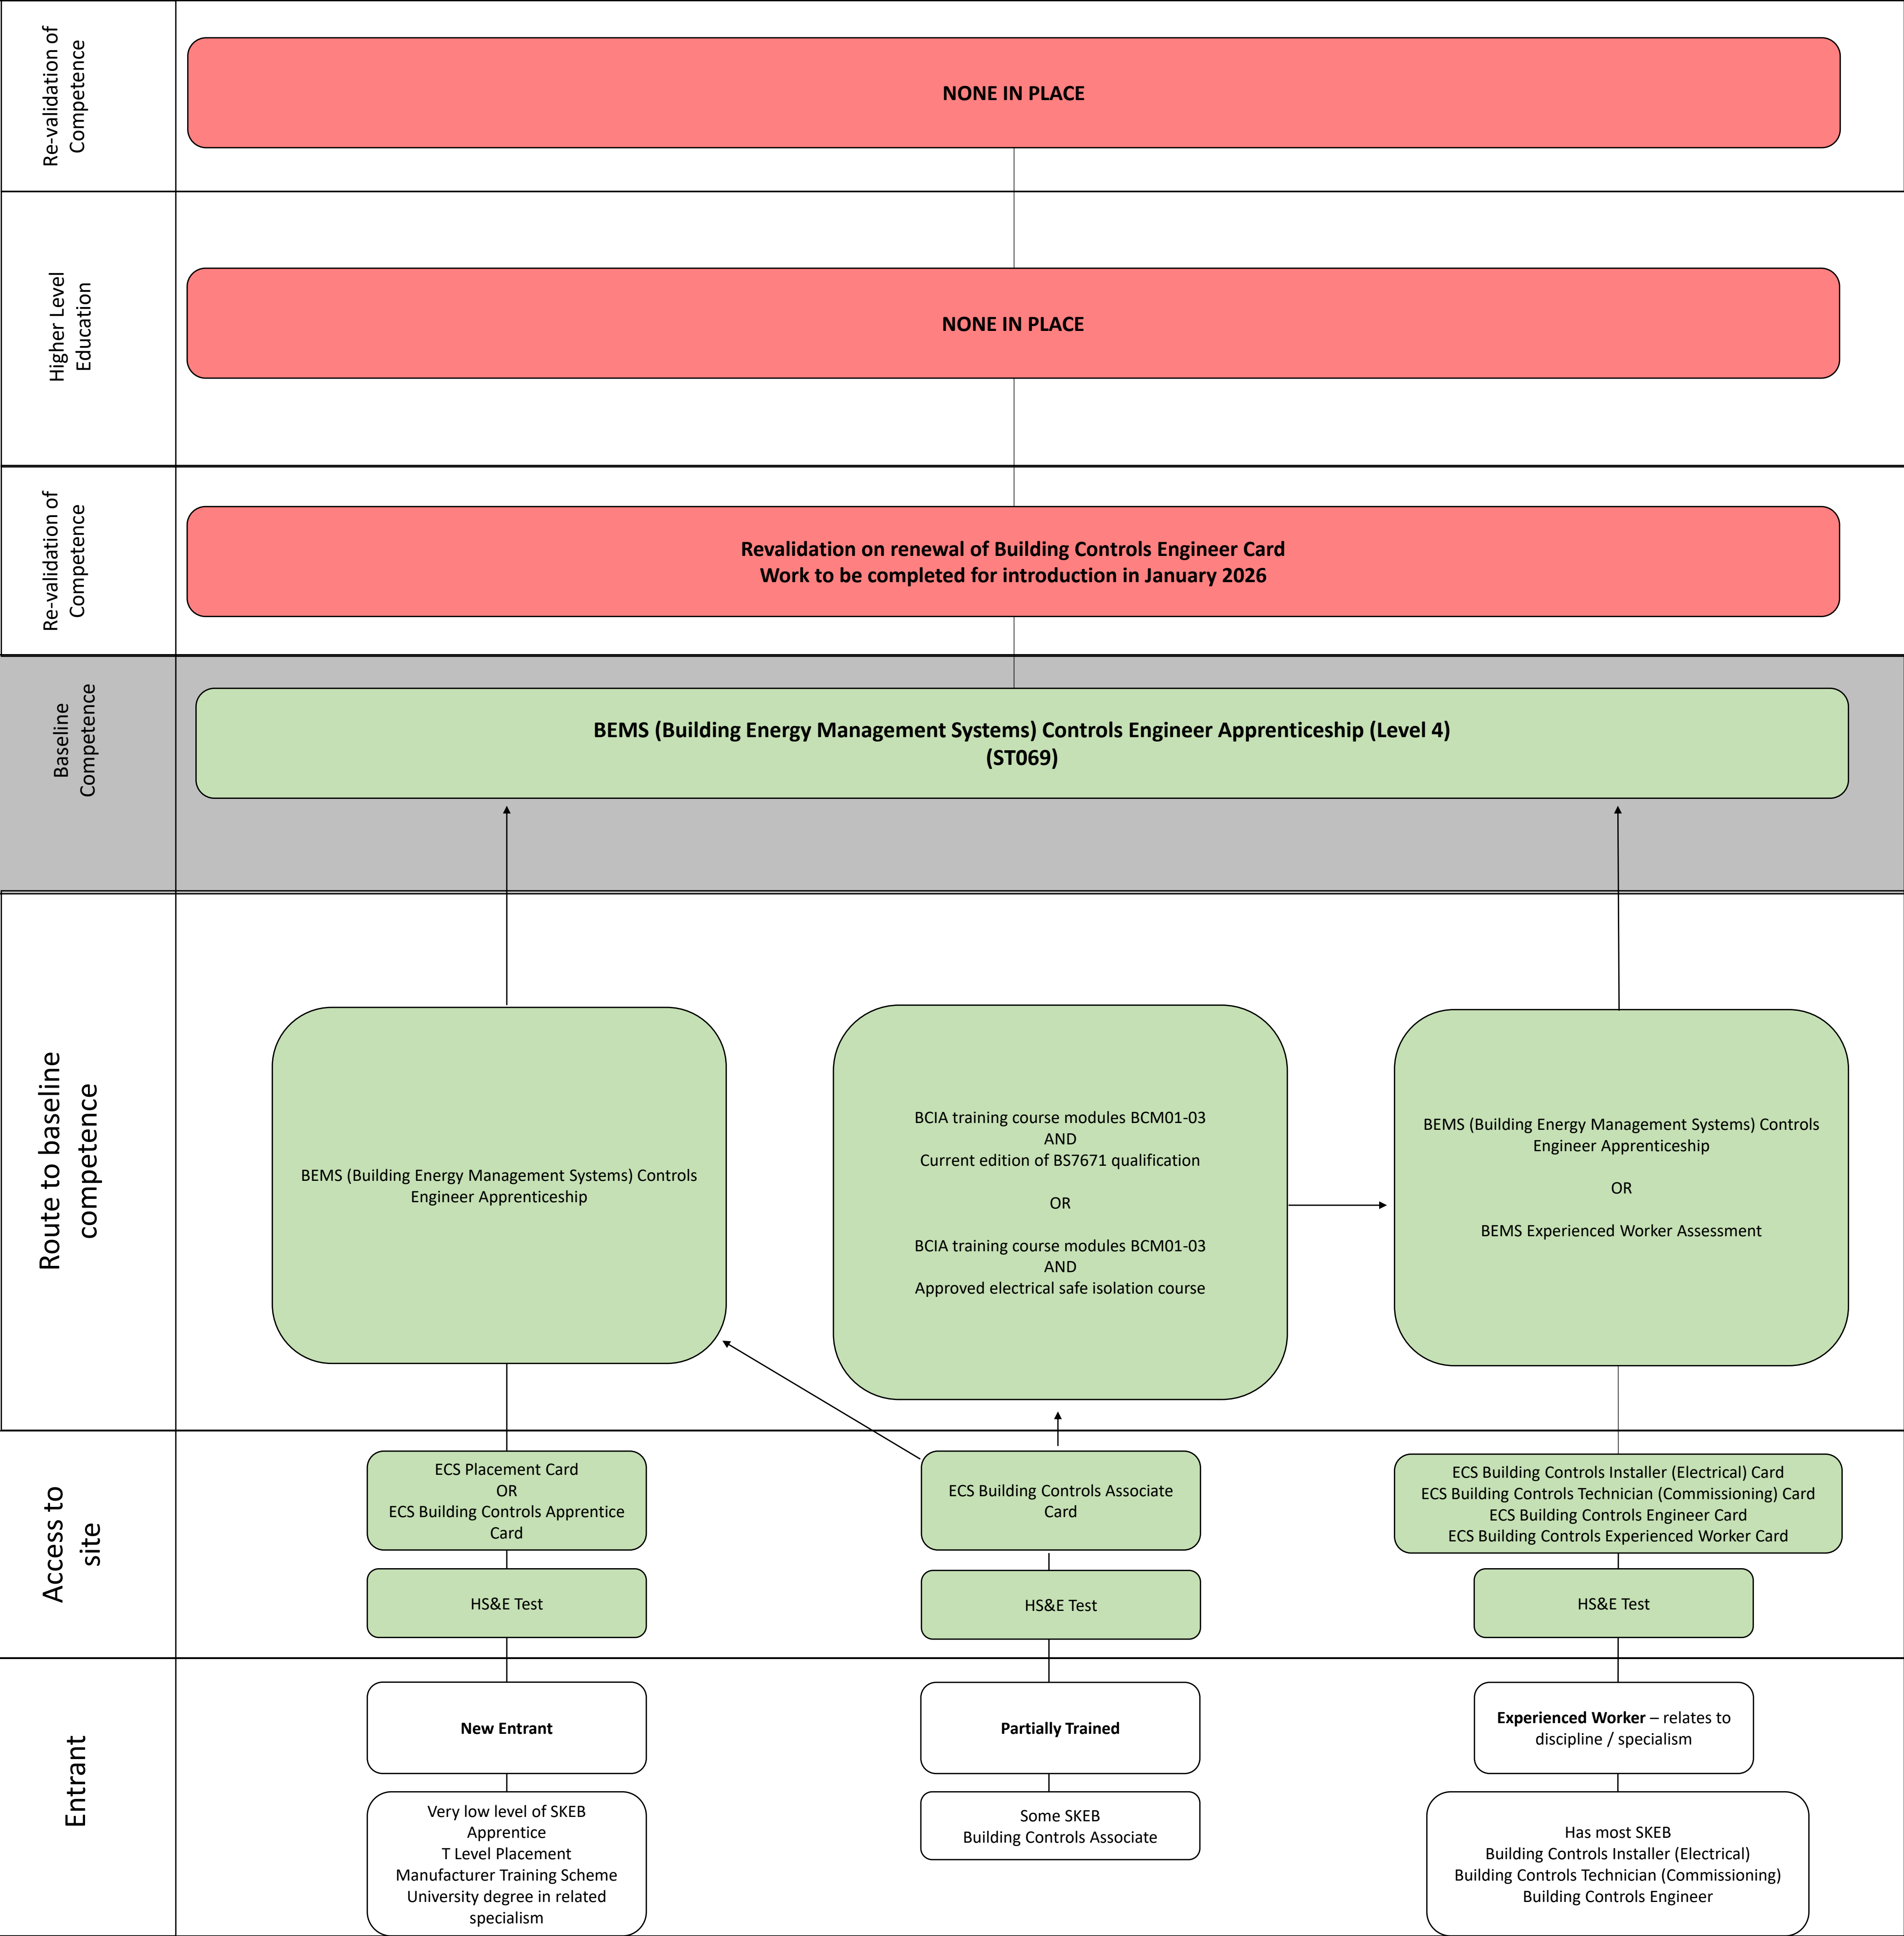 Re-validation of
Competence
NONE IN PLACE
Higher Level
Education
NONE IN PLACE
Re-validation of
Competence
Revalidation on renewal of Building Controls Engineer Card
Work to be completed for introduction in January 2026
Baseline
Competence
BEMS (Building Energy Management Systems) Controls Engineer Apprenticeship (Level 4)
(ST069)
Route to baseline
competence
BEMS (Building Energy Management Systems) Controls
Engineer Apprenticeship
BCIA training course modules BCM01-03
AND
Current edition of BS7671 qualification
OR
BCIA training course modules BCM01-03
AND
Approved electrical safe isolation course
BEMS (Building Energy Management Systems) Controls
Engineer Apprenticeship
OR
BEMS Experienced Worker Assessment
Access to
site
ECS Placement Card
OR
ECS Building Controls Apprentice
Card
ECS Building Controls Associate
Card
ECS Building Controls Installer (Electrical) Card
ECS Building Controls Technician (Commissioning) Card
ECS Building Controls Engineer Card
ECS Building Controls Experienced Worker Card
HS&E Test
HS&E Test
HS&E Test
Entrant
New Entrant
Partially Trained
Experienced Worker – relates to
discipline / specialism
Very low level of SKEB
Apprentice
T Level Placement
Manufacturer Training Scheme
University degree in related
specialism
Some SKEB
Building Controls Associate
Has most SKEB
Building Controls Installer (Electrical)
Building Controls Technician (Commissioning)
Building Controls Engineer